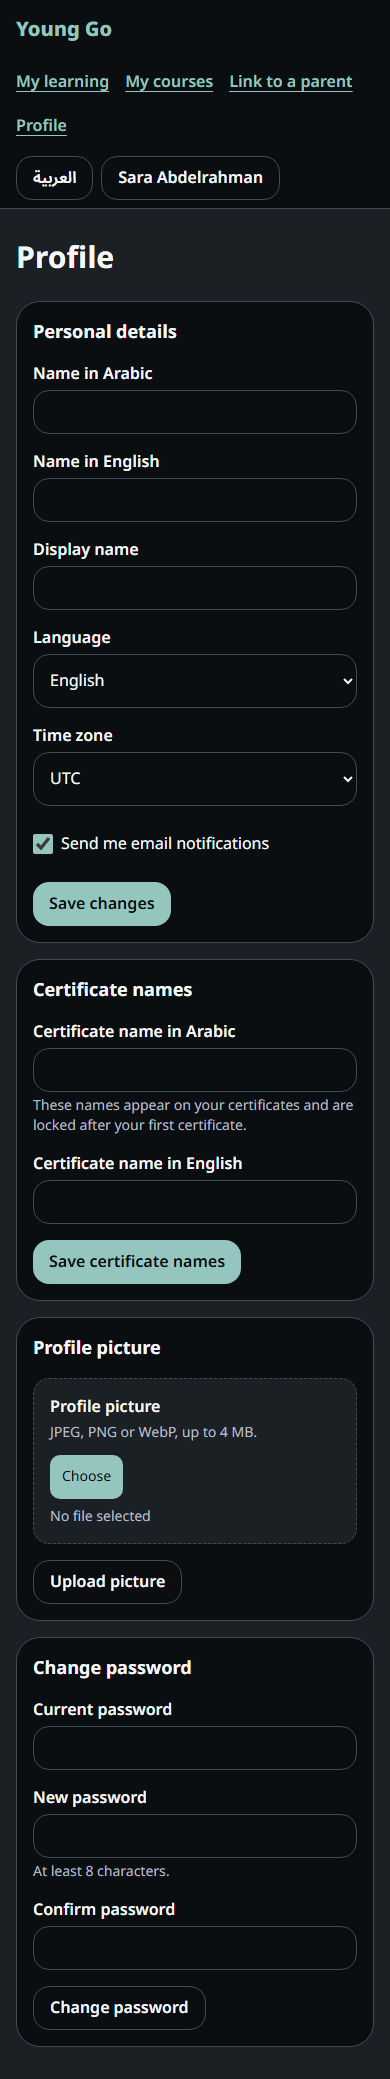 Young Go
My learning My courses Link to a parent
Profile
العربية Sara Abdelrahman
Profile
Personal details
Name in Arabic
Name in English
Display name
Language
English
Time zone
UTC
Send me email notifications
Save changes
Certificate names
Certificate name in Arabic
These names appear on your certificates and are
locked after your first certificate.
Certificate name in English
Save certificate names
Profile picture
Profile picture
JPEG, PNG or WebP, up to 4 MB.
Choose
No file selected
Upload picture
Change password
Current password
New password
At least 8 characters.
Confirm password
Change password